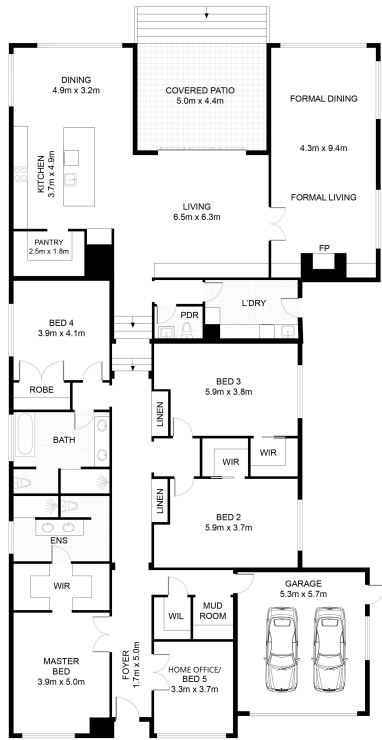 DINING
4.9m x 3.2m
COVERED PATIO
5.0m x 4.4m
FORMAL DINING
4.3m x 9.4m
FORMAL LIVING
FP
KITCHEN
3.7m x 4.9m
LIVING
6.5m x 6.3m
PANTRY
2.5m x 1.8m
PDR
L'DRY
BED 4
3.9m x 4.1m
ROBE
BED 3
5.9m x 3.8m
LINEN
BATH
WIR
WIR
LINEN
BED 2
5.9m x 3.7m
ENS
WIR
GARAGE
5.3m x 5.7m
WIL
MUD
ROOM
MASTER
BED
3.9m x 5.0m
FOYER
1.7m x 5.0m
HOME OFFICE/
BED 5
3.3m x 3.7m